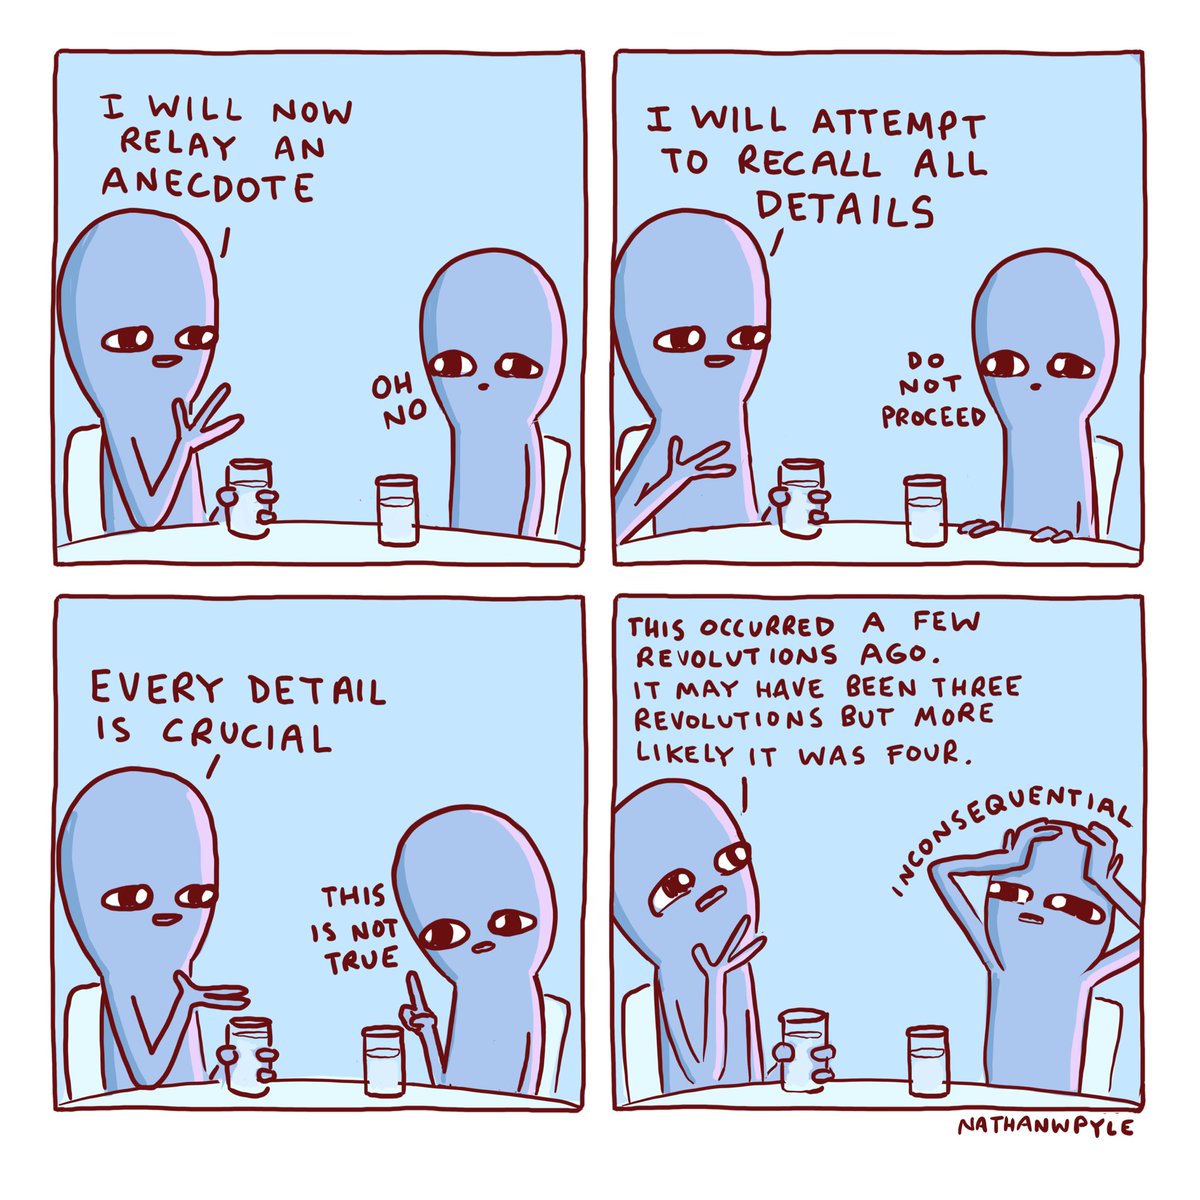 I WILL NOW
RELAY AN
ANECDOTE
OH
NO
I WILL ATTEMPT
TO RECALL ALL
DETAILS
DO
NOT
PROCEED
EVERY DETAIL
IS CRUCIAL
THIS
IS NOT
TRUE
THIS OCCURRED A FEW
REVOLUTIONS AGO.
IT MAY HAVE BEEN THREE
REVOLUTIONS BUT MORE
LIKELY IT WAS FOUR.
INCONSEQUENTIAL
NATHANWPYLE